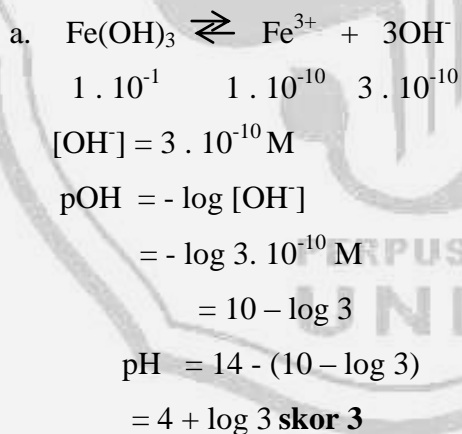 a. Fe(OH)₃ ⇌ Fe³⁺ + 3OH⁻
1 . 10⁻¹ 1 . 10⁻¹⁰ 3 . 10⁻¹⁰
[OH⁻] = 3 . 10⁻¹⁰ M
pOH = - log [OH⁻]
= - log 3. 10⁻¹⁰ M
PERPUS
= 10 – log 3
UN
pH = 14 - (10 – log 3)
= 4 + log 3 skor 3